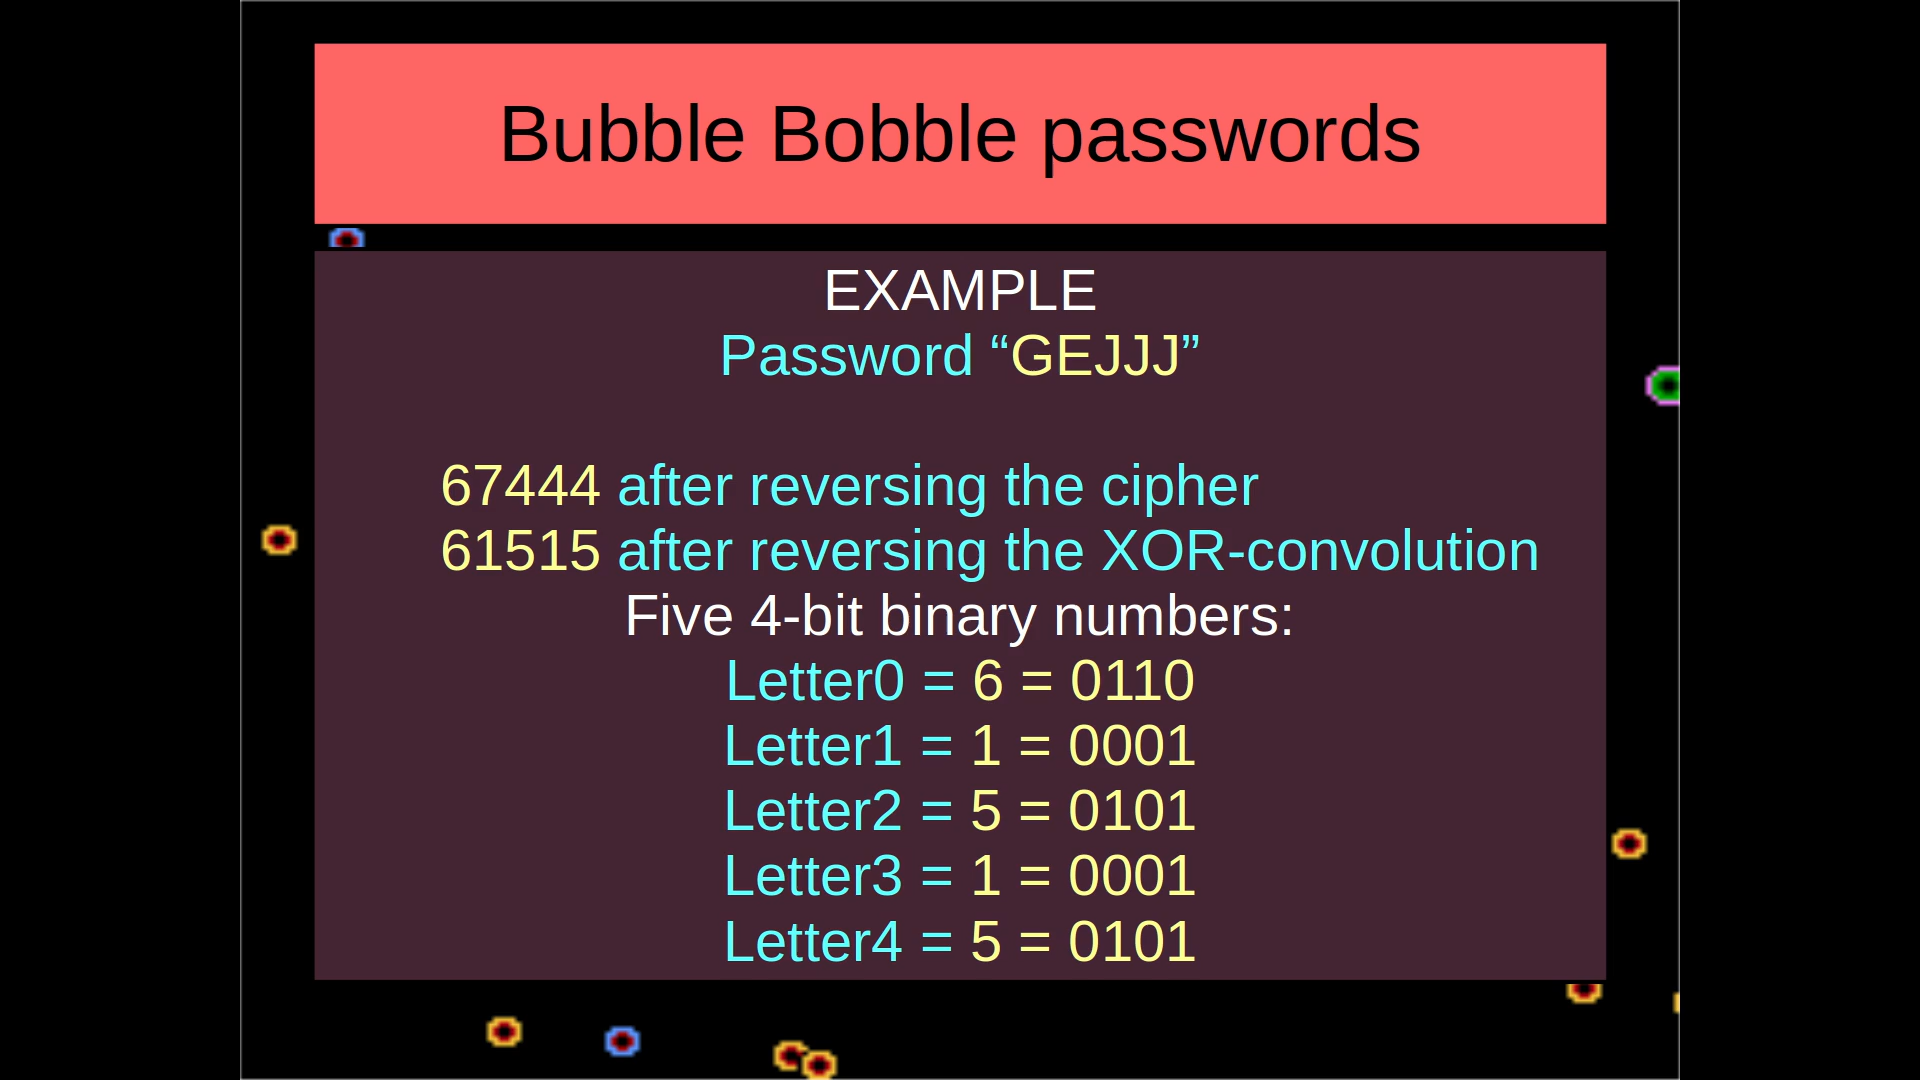 Bubble Bobble passwords
EXAMPLE
Password “GEJJJ”
67444 after reversing the cipher
61515 after reversing the XOR-convolution
Five 4-bit binary numbers:
Letter0 = 6 = 0110
Letter1 = 1 = 0001
Letter2 = 5 = 0101
Letter3 = 1 = 0001
Letter4 = 5 = 0101